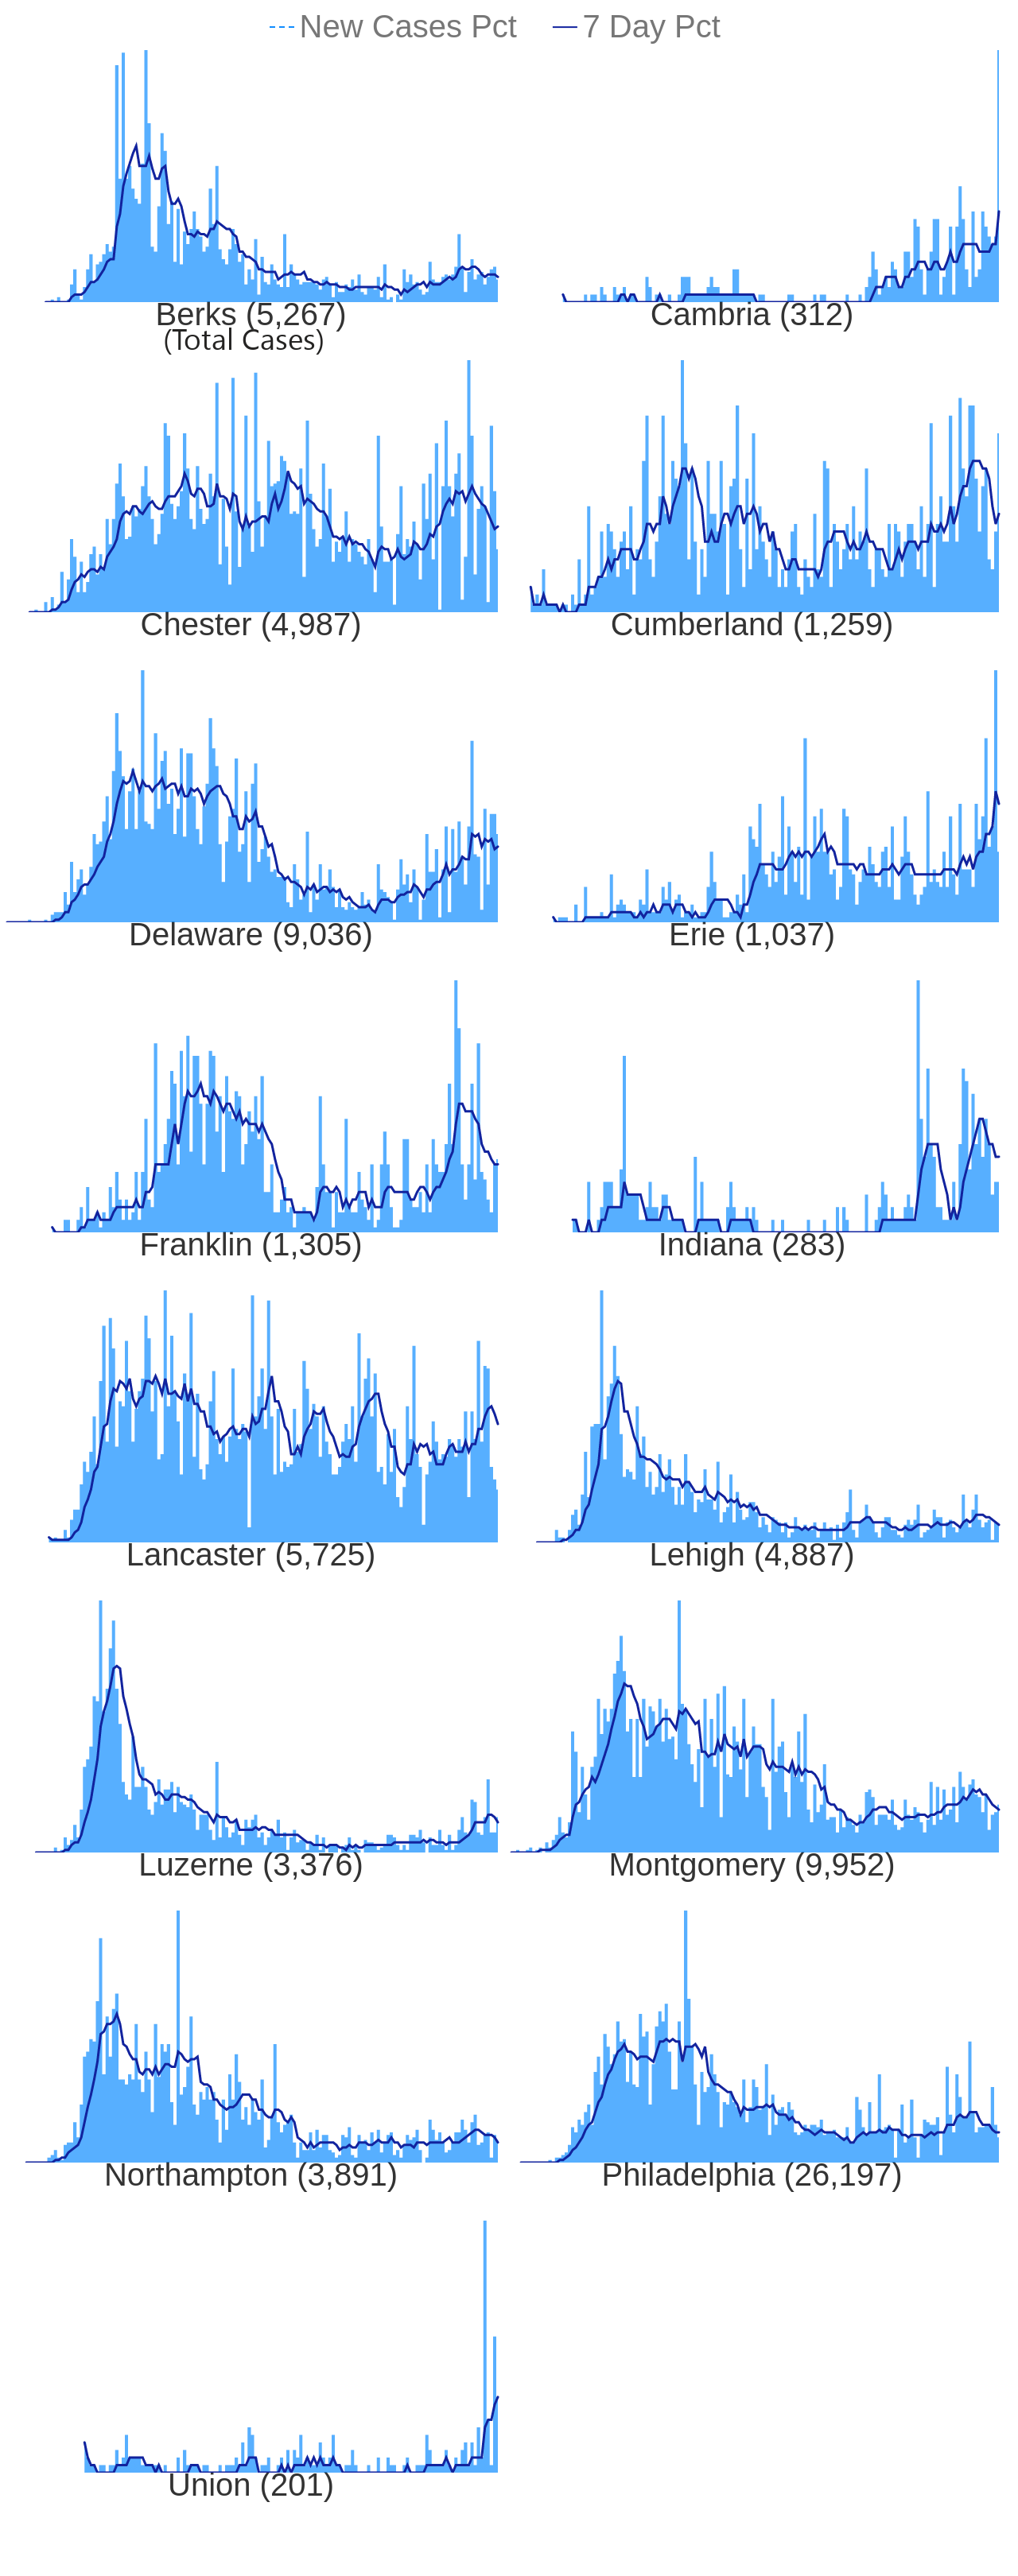 New Cases Pct 7 Day Pct
Berks (5,267) Cambria (312)
(Total Cases)
Chester (4,987) Cumberland (1,259)
Delaware (9,036) Erie (1,037)
Franklin (1,305) Indiana (283)
Lancaster (5,725) Lehigh (4,887)
Luzerne (3,376) Montgomery (9,952)
Northampton (3,891) Philadelphia (26,197)
Union (201)